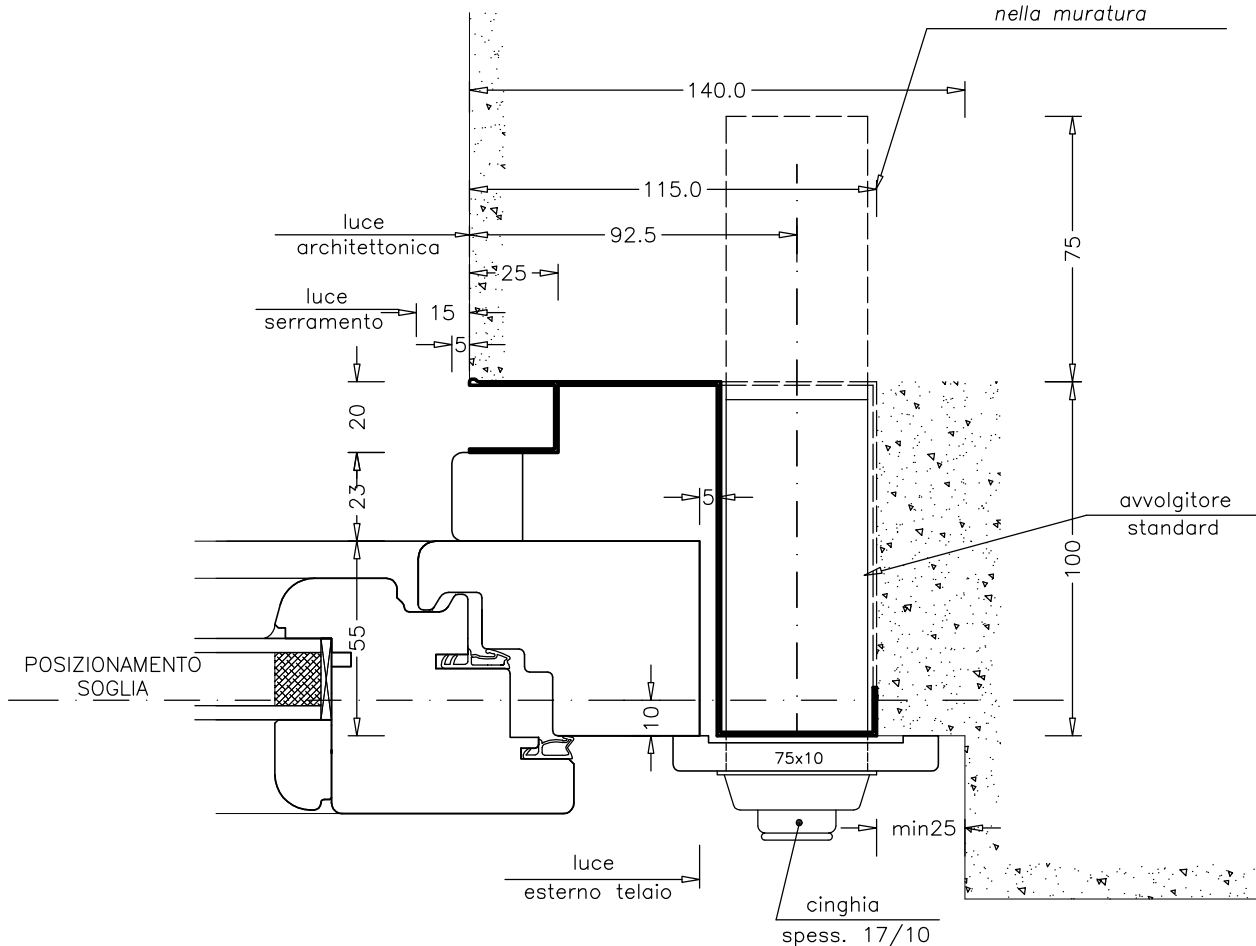 nella muratura
140.0
115.0
luce
architettonica
92.5
75
25
luce
serramento
15
5
20
23
5
avvolgitore
standard
100
55
POSIZIONAMENTO
SOGLIA
10
75x10
min25
luce
esterno telaio
cinghia
spess. 17/10